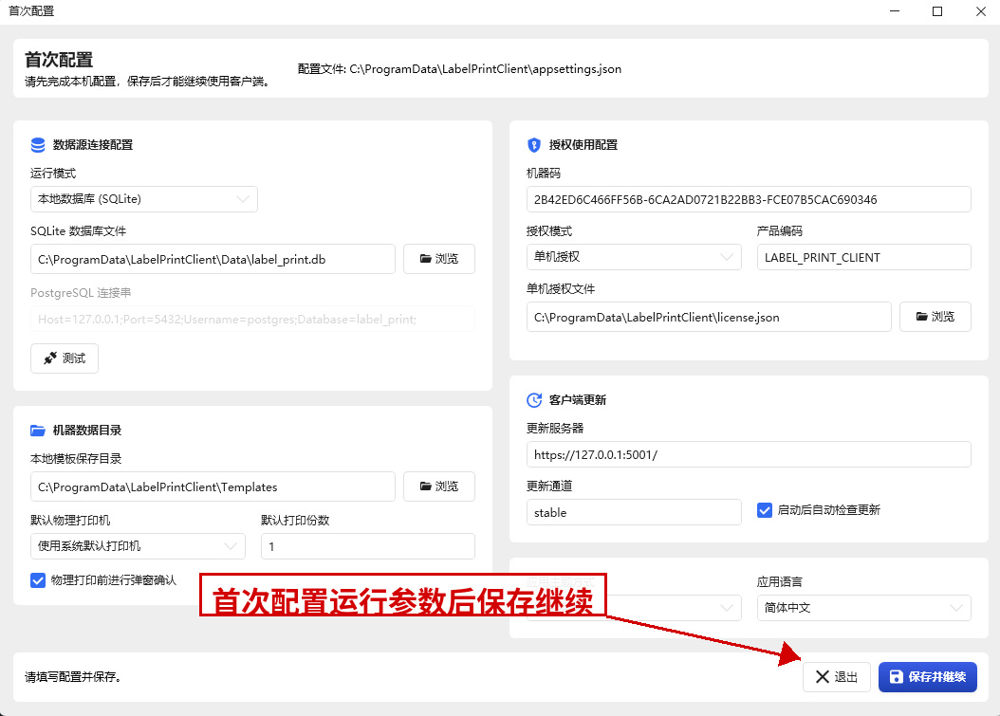 首次配置
首次配置
请先完成本机配置，保存后才能继续使用客户端。
配置文件: C:\ProgramData\LabelPrintClient\appsettings.json
数据源连接配置
运行模式
本地数据库 (SQLite)
SQLite 数据库文件
C:\ProgramData\LabelPrintClient\Data\label_print.db
浏览
PostgreSQL 连接串
Host=127.0.0.1;Port=5432;Username=postgres;Database=label_print;
测试
机器数据目录
本地模板保存目录
C:\ProgramData\LabelPrintClient\Templates
浏览
默认物理打印机
默认打印份数
使用系统默认打印机
1
物理打印前进行弹窗确认
授权使用配置
机器码
2B42ED6C466FF56B-6CA2AD0721B22BB3-FCE07B5CAC690346
授权模式
产品编码
单机授权
LABEL_PRINT_CLIENT
单机授权文件
C:\ProgramData\LabelPrintClient\license.json
浏览
客户端更新
更新服务器
https://127.0.0.1:5001/
更新通道
stable
启动后自动检查更新
应用语言
简体中文
首次配置运行参数后保存继续
请填写配置并保存。
退出
保存并继续